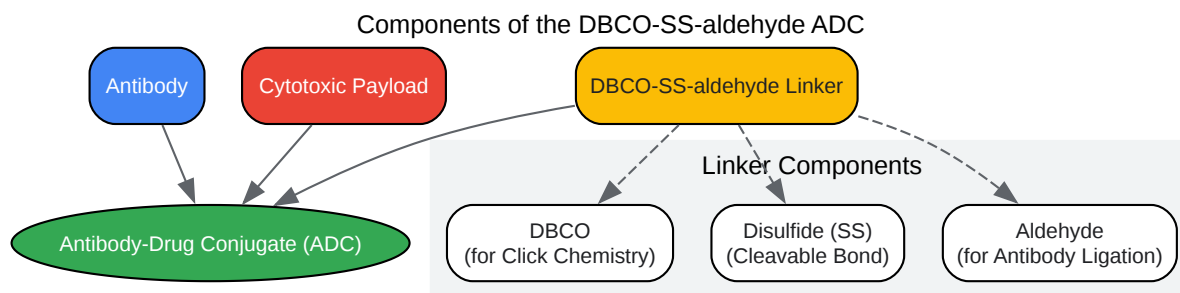 Components of the DBCO-SS-aldehyde ADC
Antibody
Cytotoxic Payload
DBCO-SS-aldehyde Linker
Linker Components
Antibody-Drug Conjugate (ADC)
DBCO
(for Click Chemistry)
Disulfide (SS)
(Cleavable Bond)
Aldehyde
(for Antibody Ligation)